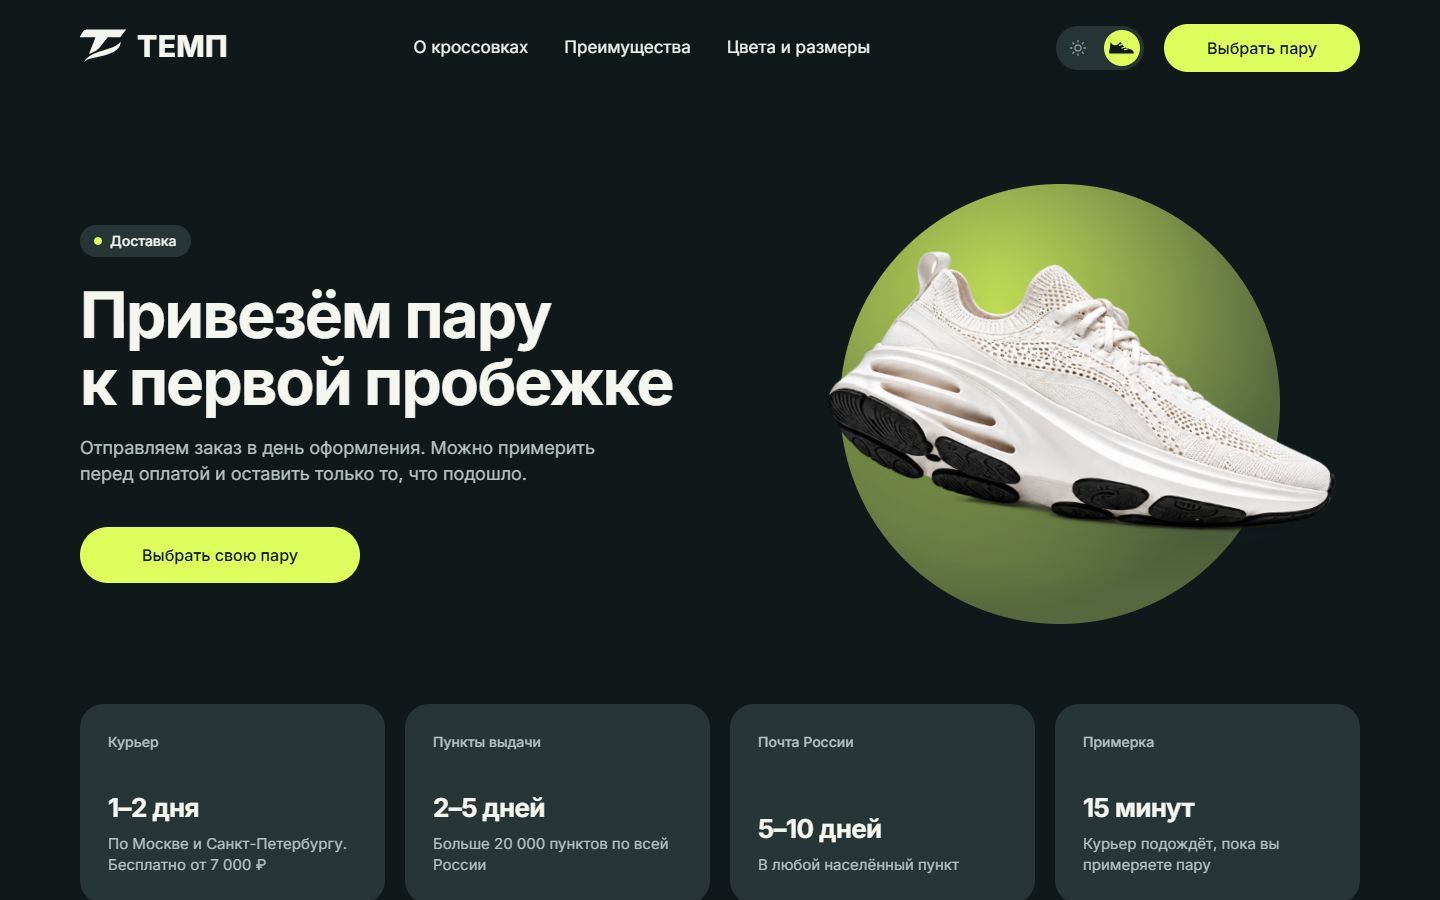 ТЕМП
О кроссовках
Преимущества
Цвета и размеры
Выбрать пару
Доставка
Привезём пару
к первой пробежке
Отправляем заказ в день оформления. Можно примерить
перед оплатой и оставить только то, что подошло.
Выбрать свою пару
Курьер
1–2 дня
По Москве и Санкт-Петербургу.
Бесплатно от 7 000 ₽
Пункты выдачи
2–5 дней
Больше 20 000 пунктов по всей
России
Почта России
5–10 дней
В любой населённый пункт
Примерка
15 минут
Курьер подождёт, пока вы
примеряете пару